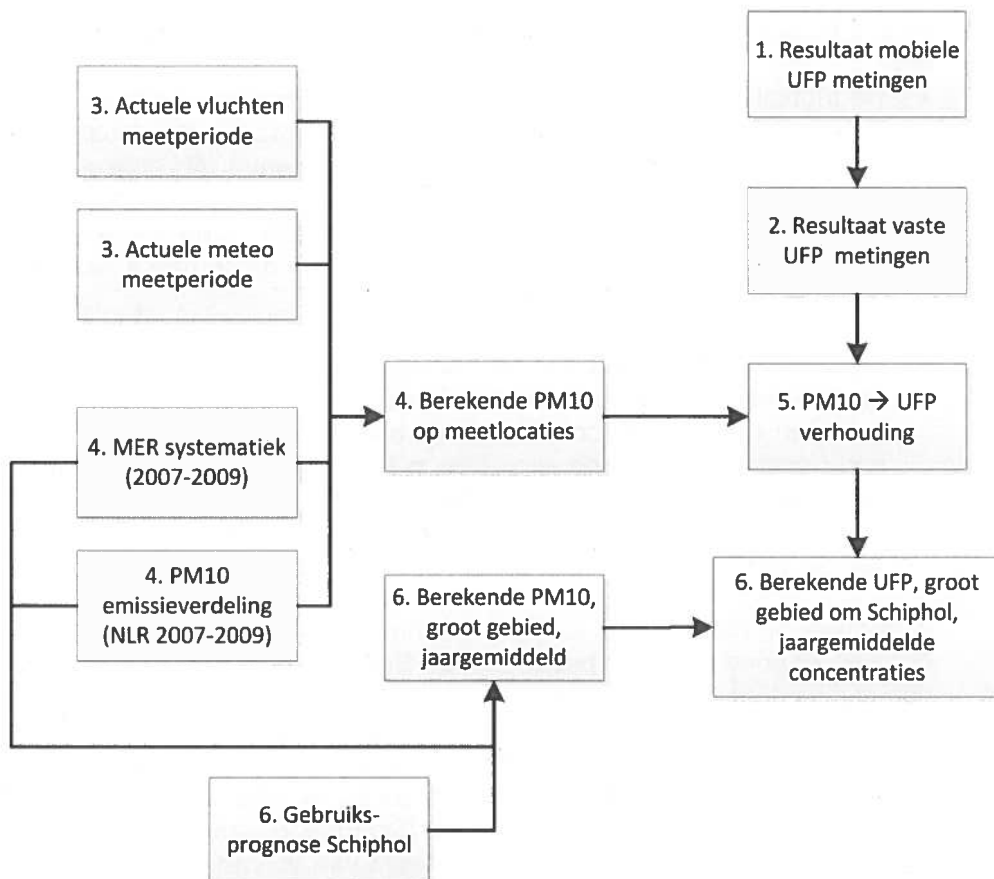 1. Resultaat mobiele
UFP metingen
3. Actuele vluchten
meetperiode
2. Resultaat vaste
UFP metingen
3. Actuele meteo
meetperiode
4. Berekende PM10
op meetlocaties
5. PM10 → UFP
verhouding
4. MER systematiek
(2007-2009)
4. PM10
emissieverdeling
(NLR 2007-2009)
6. Berekende PM10,
groot gebied,
jaargemiddeld
6. Berekende UFP, groot
gebied om Schiphol,
jaargemiddelde
concentraties
6. Gebruiks-
prognose Schiphol